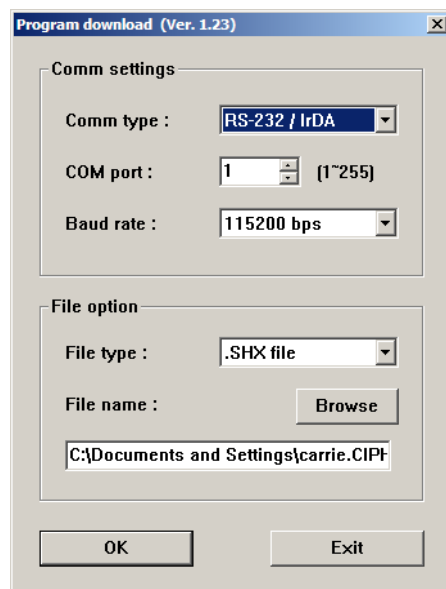 Program download (Ver. 1.23)
Comm settings
Comm type : RS-232 / IrDA
COM port : 1 (1~255)
Baud rate : 115200 bps
File option
File type : .SHX file
File name : Browse
C:\Documents and Settings\carrie.CIPH
OK Exit